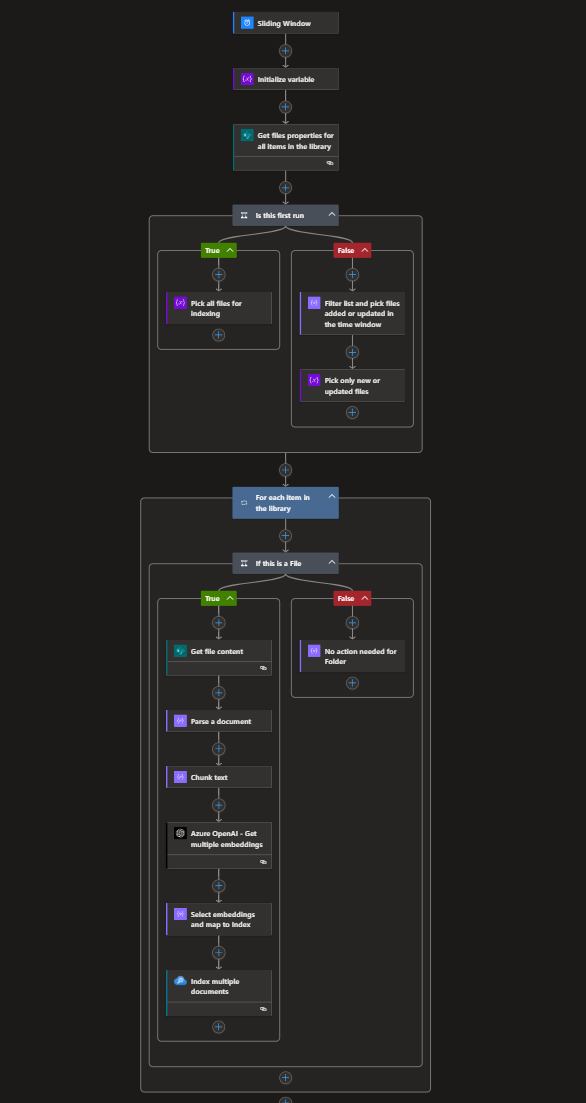 Sliding Window
Initialize variable
Get files properties for
all items in the library
Is this first run
True
False
Pick all files for
indexing
Filter list and pick files
added or updated in
the time window
Pick only new or
updated files
For each item in
the library
If this is a File
True
False
Get file content
No action needed for
Folder
Parse a document
Chunk text
Azure OpenAI - Get
multiple embeddings
Select embeddings
and map to Index
Index multiple
documents